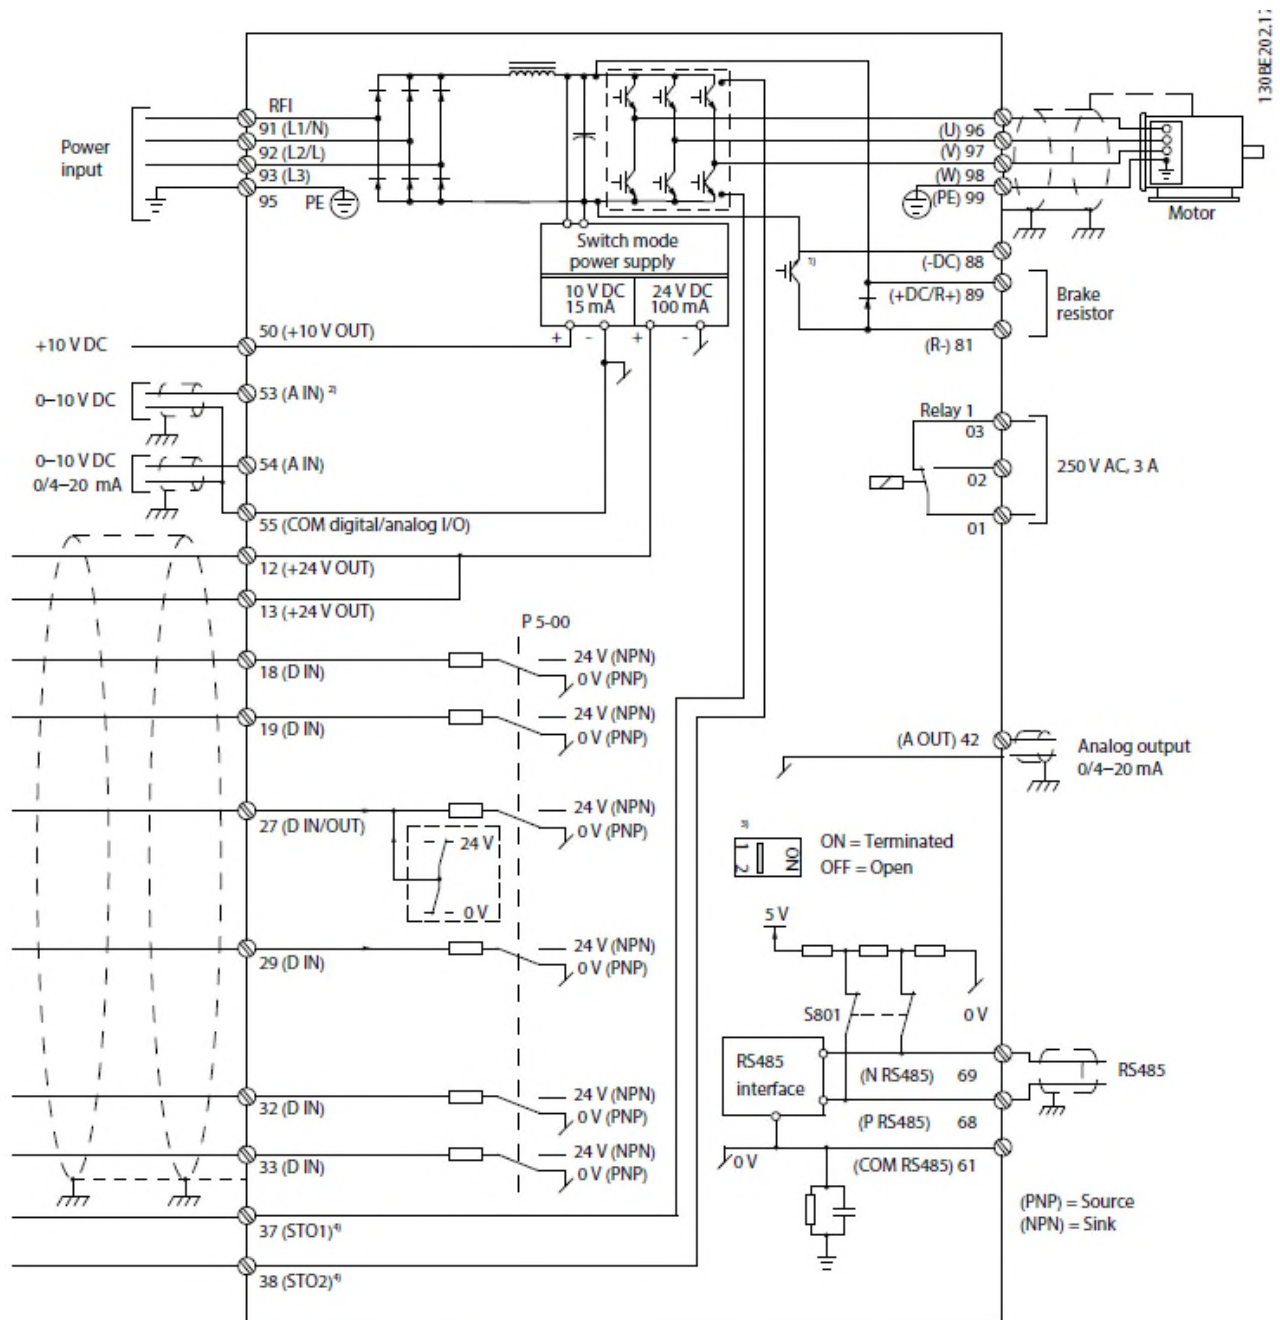 130BE202.17
RFI
91 (L1/N)
92 (L2/L)
93 (L3)
95
PE
Power
input
(U) 96
(V) 97
(W) 98
(PE) 99
Motor
Switch mode
power supply
10 V DC
15 mA
24 V DC
100 mA
+
-
+
-
1)
(-DC) 88
(+DC/R+) 89
(R-) 81
Brake
resistor
+10 V DC
50 (+10 V OUT)
0–10 V DC
53 (A IN) 2)
0–10 V DC
0/4–20 mA
54 (A IN)
55 (COM digital/analog I/O)
Relay 1
03
02
01
250 V AC, 3 A
12 (+24 V OUT)
13 (+24 V OUT)
P 5-00
18 (D IN)
24 V (NPN)
0 V (PNP)
19 (D IN)
24 V (NPN)
0 V (PNP)
27 (D IN/OUT)
24 V (NPN)
0 V (PNP)
24 V
0 V
29 (D IN)
24 V (NPN)
0 V (PNP)
32 (D IN)
24 V (NPN)
0 V (PNP)
33 (D IN)
24 V (NPN)
0 V (PNP)
37 (STO1)4)
38 (STO2)4)
(A OUT) 42
Analog output
0/4–20 mA
3)
1 2
ON
ON = Terminated
OFF = Open
5 V
S801
0 V
RS485
interface
(N RS485) 69
(P RS485) 68
RS485
0 V
(COM RS485) 61
(PNP) = Source
(NPN) = Sink